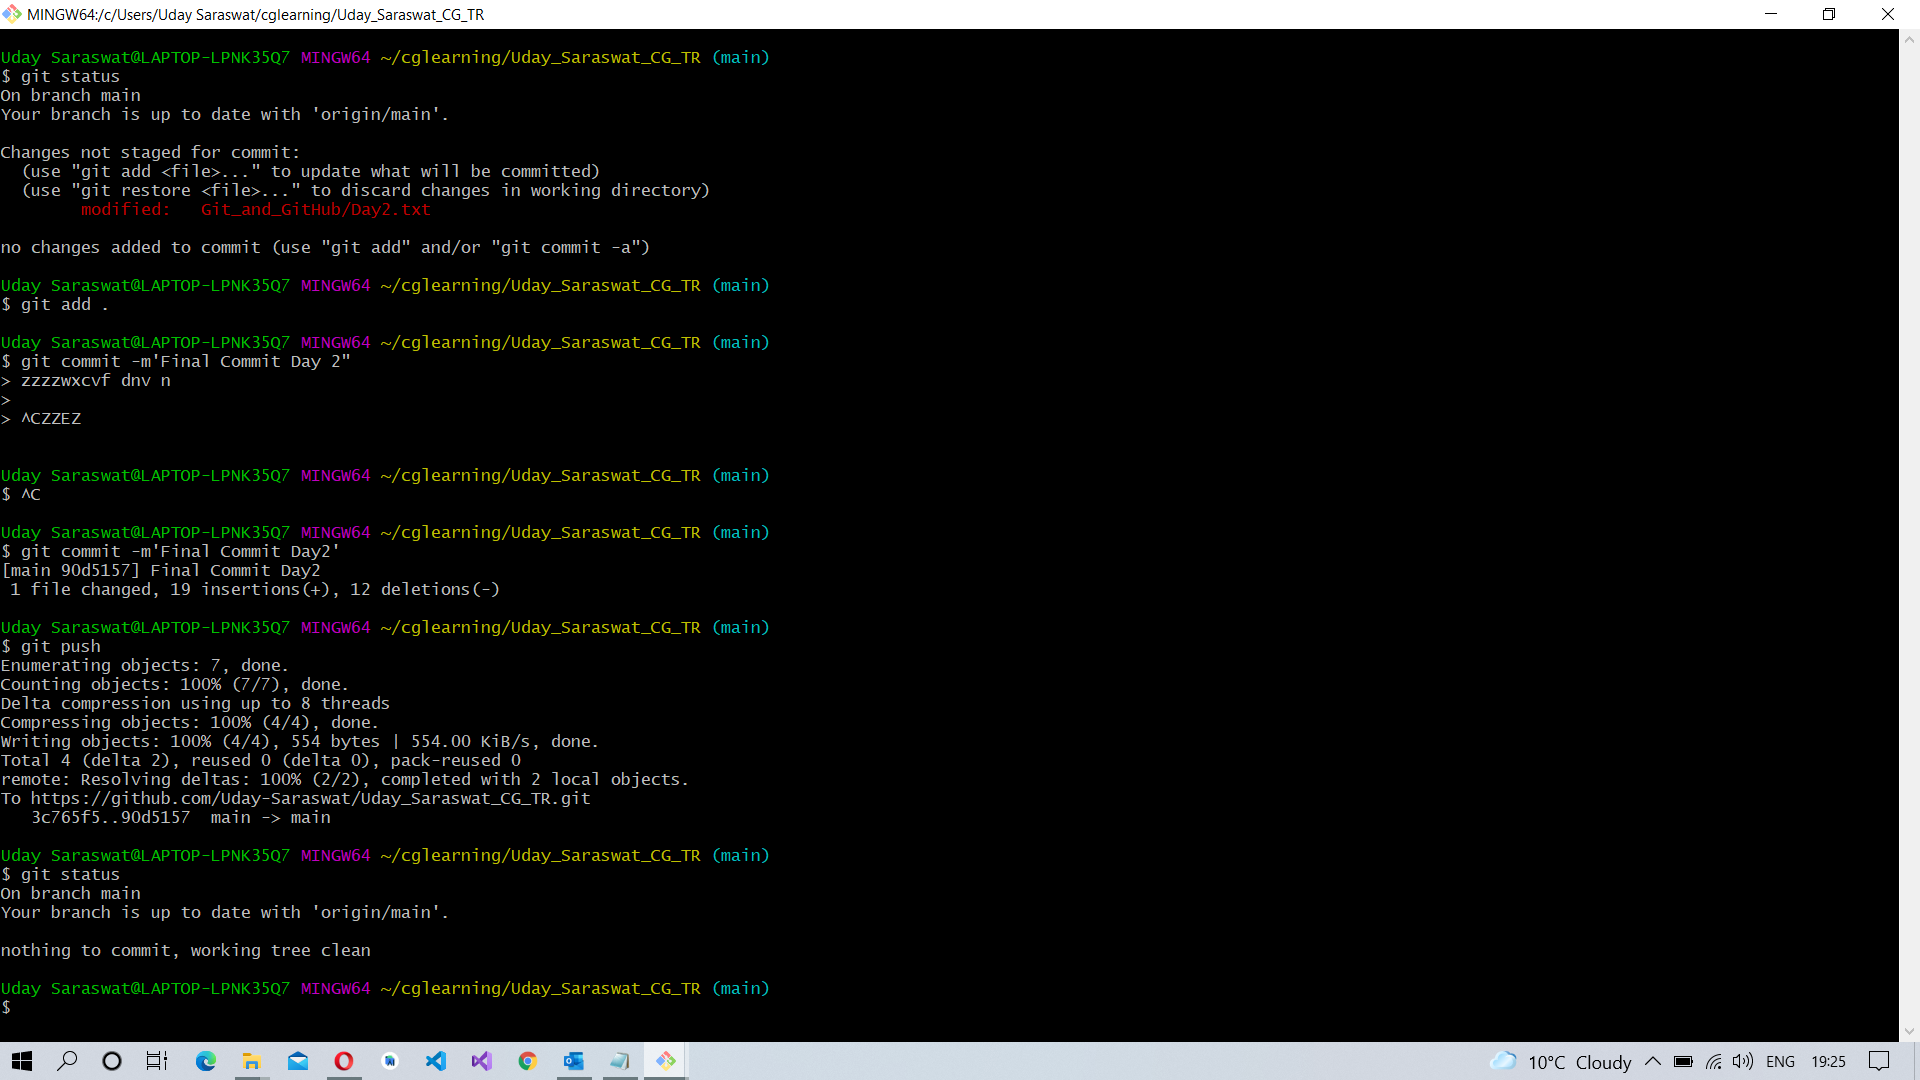 MINGW64:/c/Users/Uday Saraswat/cglearning/Uday_Saraswat_CG_TR
Uday Saraswat@LAPTOP-LPNK35Q7 MINGW64 ~/cglearning/Uday_Saraswat_CG_TR (main)
$ git status
On branch main
Your branch is up to date with 'origin/main'.
Changes not staged for commit:
  (use "git add <file>..." to update what will be committed)
  (use "git restore <file>..." to discard changes in working directory)
        modified:   Git_and_GitHub/Day2.txt
no changes added to commit (use "git add" and/or "git commit -a")
Uday Saraswat@LAPTOP-LPNK35Q7 MINGW64 ~/cglearning/Uday_Saraswat_CG_TR (main)
$ git add .
Uday Saraswat@LAPTOP-LPNK35Q7 MINGW64 ~/cglearning/Uday_Saraswat_CG_TR (main)
$ git commit -m'Final Commit Day 2"
> zzzzwxcvf dnv n
>
> ^CZZEZ
Uday Saraswat@LAPTOP-LPNK35Q7 MINGW64 ~/cglearning/Uday_Saraswat_CG_TR (main)
$ ^C
Uday Saraswat@LAPTOP-LPNK35Q7 MINGW64 ~/cglearning/Uday_Saraswat_CG_TR (main)
$ git commit -m'Final Commit Day2'
[main 90d5157] Final Commit Day2
 1 file changed, 19 insertions(+), 12 deletions(-)
Uday Saraswat@LAPTOP-LPNK35Q7 MINGW64 ~/cglearning/Uday_Saraswat_CG_TR (main)
$ git push
Enumerating objects: 7, done.
Counting objects: 100% (7/7), done.
Delta compression using up to 8 threads
Compressing objects: 100% (4/4), done.
Writing objects: 100% (4/4), 554 bytes | 554.00 KiB/s, done.
Total 4 (delta 2), reused 0 (delta 0), pack-reused 0
remote: Resolving deltas: 100% (2/2), completed with 2 local objects.
To https://github.com/Uday-Saraswat/Uday_Saraswat_CG_TR.git
   3c765f5..90d5157  main -> main
Uday Saraswat@LAPTOP-LPNK35Q7 MINGW64 ~/cglearning/Uday_Saraswat_CG_TR (main)
$ git status
On branch main
Your branch is up to date with 'origin/main'.
nothing to commit, working tree clean
Uday Saraswat@LAPTOP-LPNK35Q7 MINGW64 ~/cglearning/Uday_Saraswat_CG_TR (main)
$
10°C Cloudy ENG 19:25